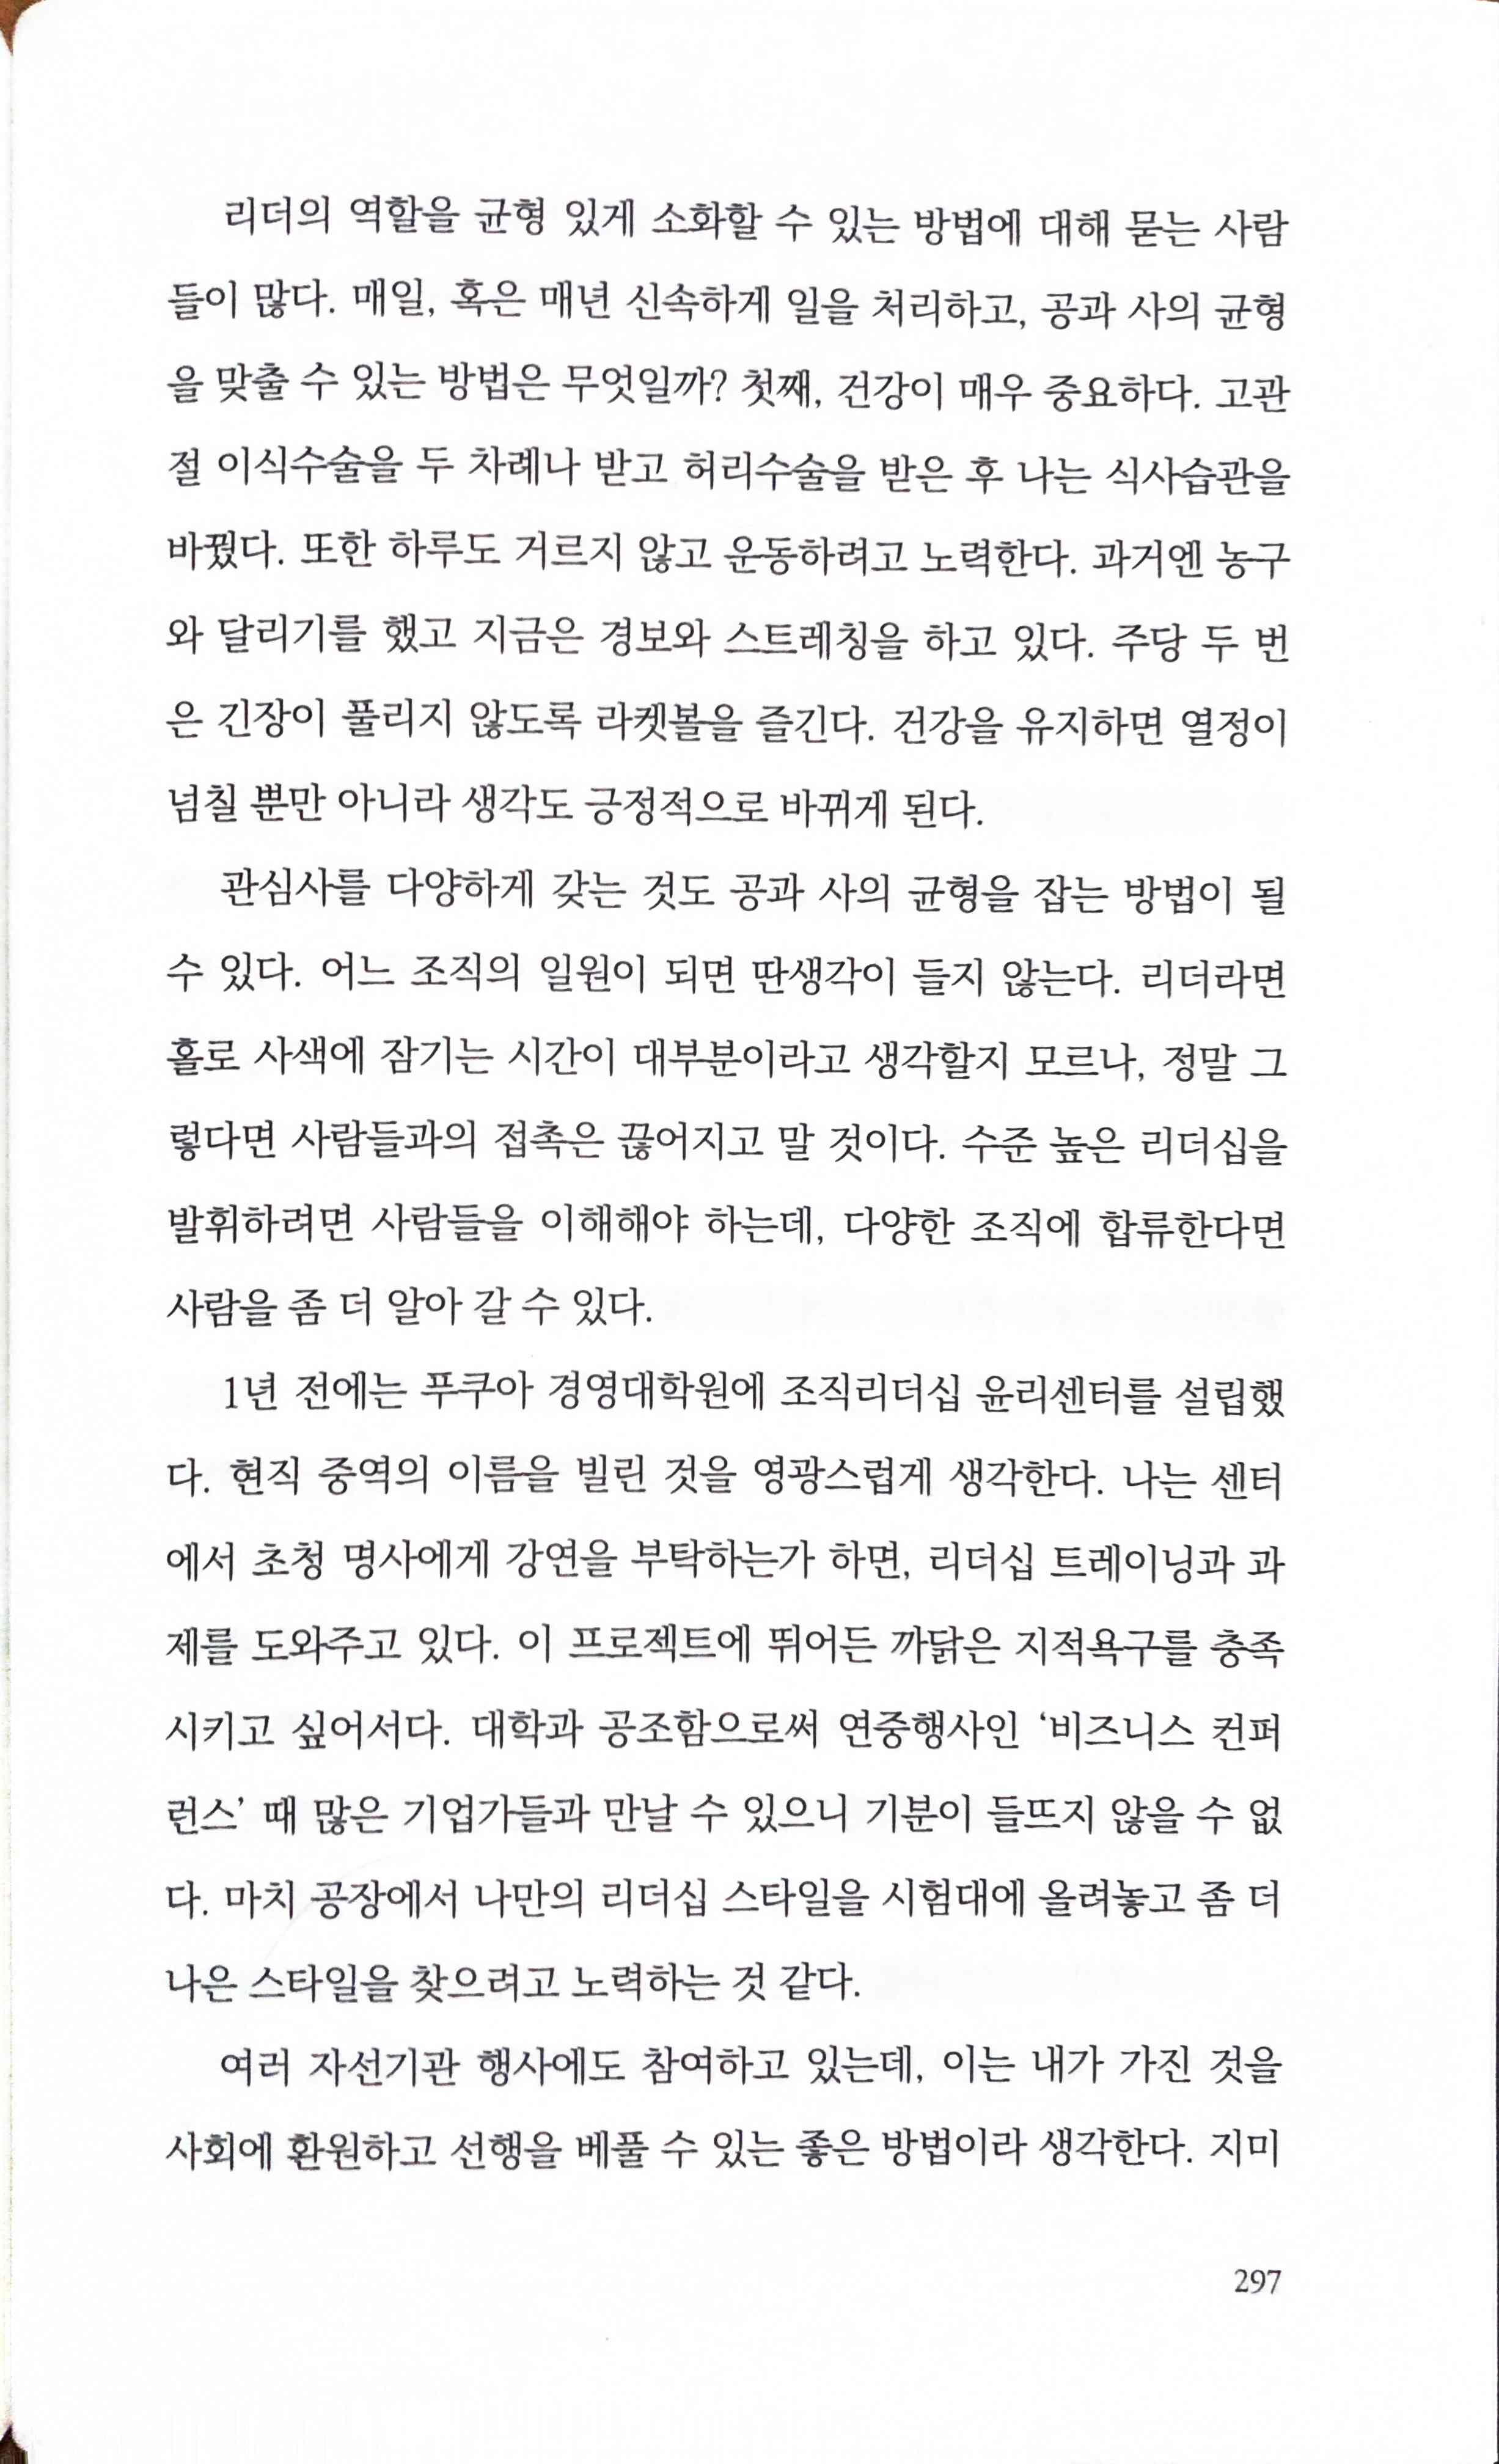 리더의 역할을 균형 있게 소화할 수 있는 방법에 대해 묻는 사람
들이 많다. 매일, 혹은 매년 신속하게 일을 처리하고, 공과 사의 균형
을 맞출 수 있는 방법은 무엇일까? 첫째, 건강이 매우 중요하다. 고관
절 이식수술을 두 차례나 받고 허리수술을 받은 후 나는 식사습관을
바꿨다. 또한 하루도 거르지 않고 운동하려고 노력한다. 과거엔 농구
와 달리기를 했고 지금은 경보와 스트레칭을 하고 있다. 주당 두 번
은 긴장이 풀리지 않도록 라켓볼을 즐긴다. 건강을 유지하면 열정이
넘칠 뿐만 아니라 생각도 긍정적으로 바뀌게 된다.
관심사를 다양하게 갖는 것도 공과 사의 균형을 잡는 방법이 될
수 있다. 어느 조직의 일원이 되면 딴생각이 들지 않는다. 리더라면
홀로 사색에 잠기는 시간이 대부분이라고 생각할지 모르나, 정말 그
렇다면 사람들과의 접촉은 끊어지고 말 것이다. 수준 높은 리더십을
발휘하려면 사람들을 이해해야 하는데, 다양한 조직에 합류한다면
사람을 좀 더 알아 갈 수 있다.
1년 전에는 푸쿠아 경영대학원에 조직리더십 윤리센터를 설립했
다. 현직 중역의 이름을 빌린 것을 영광스럽게 생각한다. 나는 센터
에서 초청 명사에게 강연을 부탁하는가 하면, 리더십 트레이닝과 과
제를 도와주고 있다. 이 프로젝트에 뛰어든 까닭은 지적욕구를 충족
시키고 싶어서다. 대학과 공조함으로써 연중행사인 ‘비즈니스 컨퍼
런스’ 때 많은 기업가들과 만날 수 있으니 기분이 들뜨지 않을 수 없
다. 마치 공장에서 나만의 리더십 스타일을 시험대에 올려놓고 좀 더
나은 스타일을 찾으려고 노력하는 것 같다.
여러 자선기관 행사에도 참여하고 있는데, 이는 내가 가진 것을
사회에 환원하고 선행을 베풀 수 있는 좋은 방법이라 생각한다. 지미
297